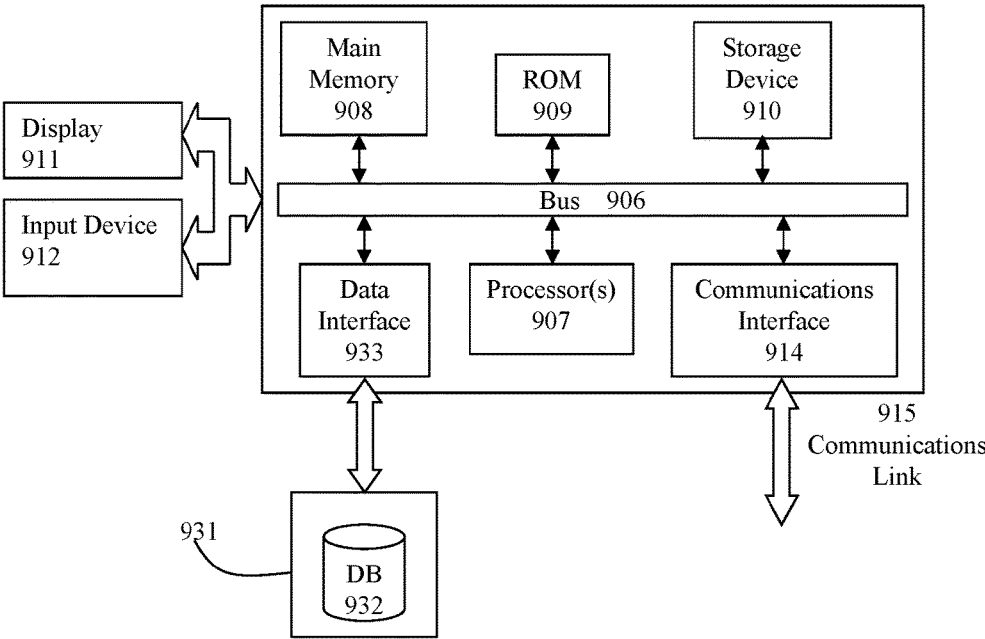 Main
Memory
908
ROM
909
Storage
Device
910
Display
911
Input Device
912
Bus 906
Data
Interface
933
Processor(s)
907
Communications
Interface
914
915
Communications
Link
931
DB
932